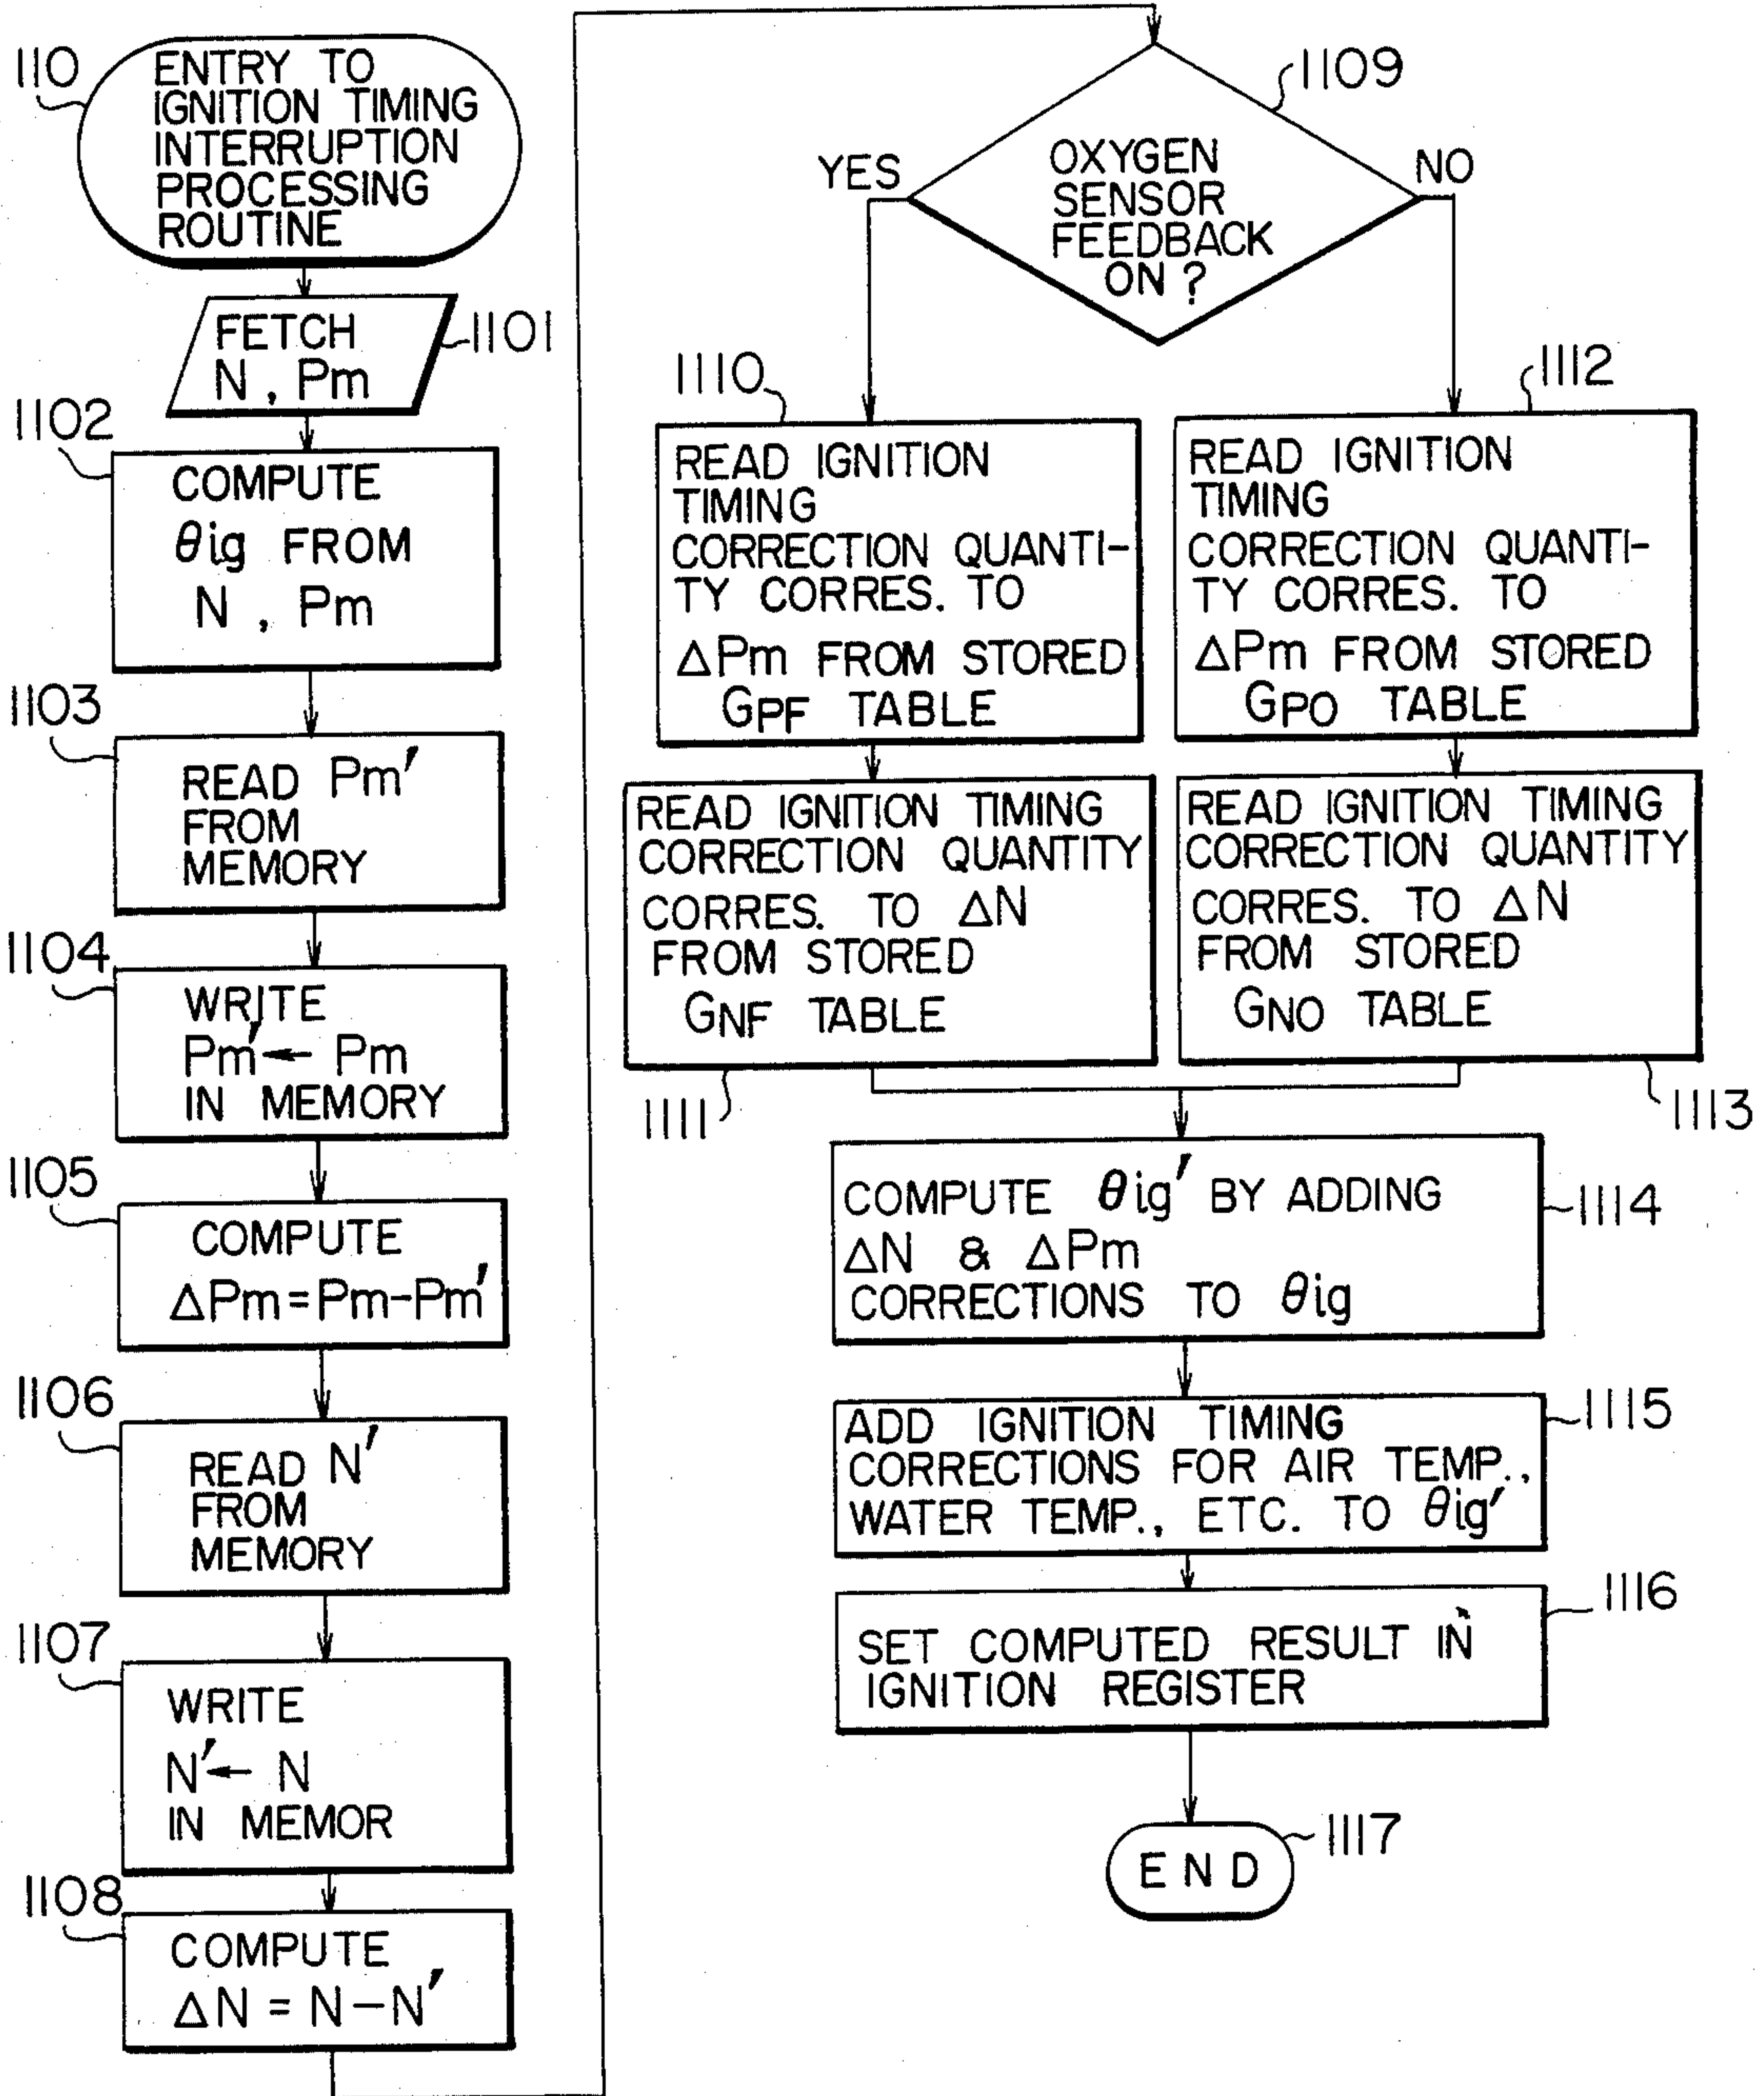 110
ENTRY TO
IGNITION TIMING
INTERRUPTION
PROCESSING
ROUTINE
1101
FETCH
N , Pm
1102
COMPUTE
θig FROM
N , Pm
1103
READ Pm′
FROM
MEMORY
1104
WRITE
Pm′← Pm
IN MEMORY
1105
COMPUTE
ΔPm=Pm-Pm′
1106
READ N′
FROM
MEMORY
1107
WRITE
N′← N
IN MEMOR
1108
COMPUTE
ΔN = N-N′
1109
OXYGEN
SENSOR
FEEDBACK
ON ?
YES
NO
1110
READ IGNITION
TIMING
CORRECTION QUANTI-
TY CORRES. TO
ΔPm FROM STORED
GPF TABLE
1112
READ IGNITION
TIMING
CORRECTION QUANTI-
TY CORRES. TO
ΔPm FROM STORED
GPO TABLE
READ IGNITION TIMING
CORRECTION QUANTITY
CORRES. TO ΔN
FROM STORED
GNF TABLE
1111
READ IGNITION TIMING
CORRECTION QUANTITY
CORRES. TO ΔN
FROM STORED
GNO TABLE
1113
COMPUTE θig′ BY ADDING
ΔN & ΔPm
CORRECTIONS TO θig
1114
ADD IGNITION TIMING
CORRECTIONS FOR AIR TEMP.,
WATER TEMP., ETC. TO θig′
1115
SET COMPUTED RESULT IN
IGNITION REGISTER
1116
END
1117